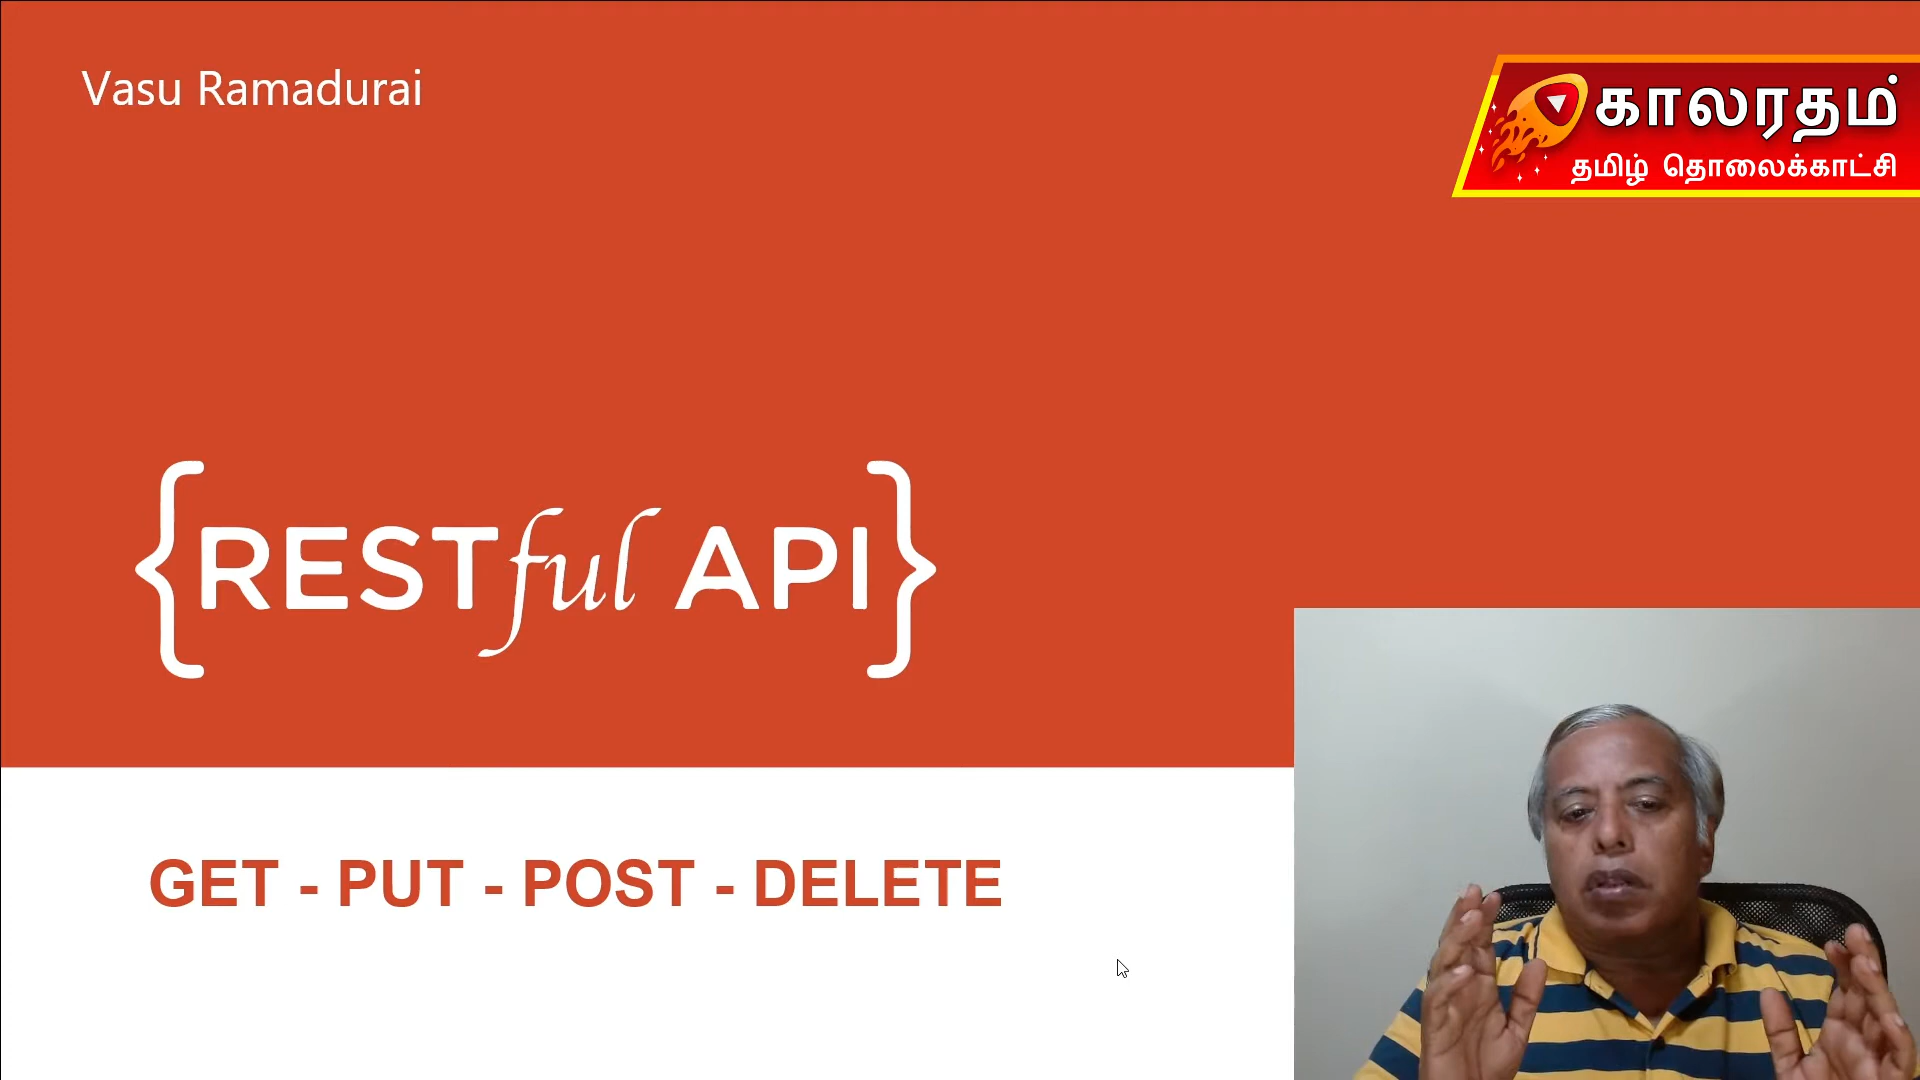 Vasu Ramadurai
காலரதம்
தமிழ் தொலைக்காட்சி
{RESTful API}
GET - PUT - POST - DELETE